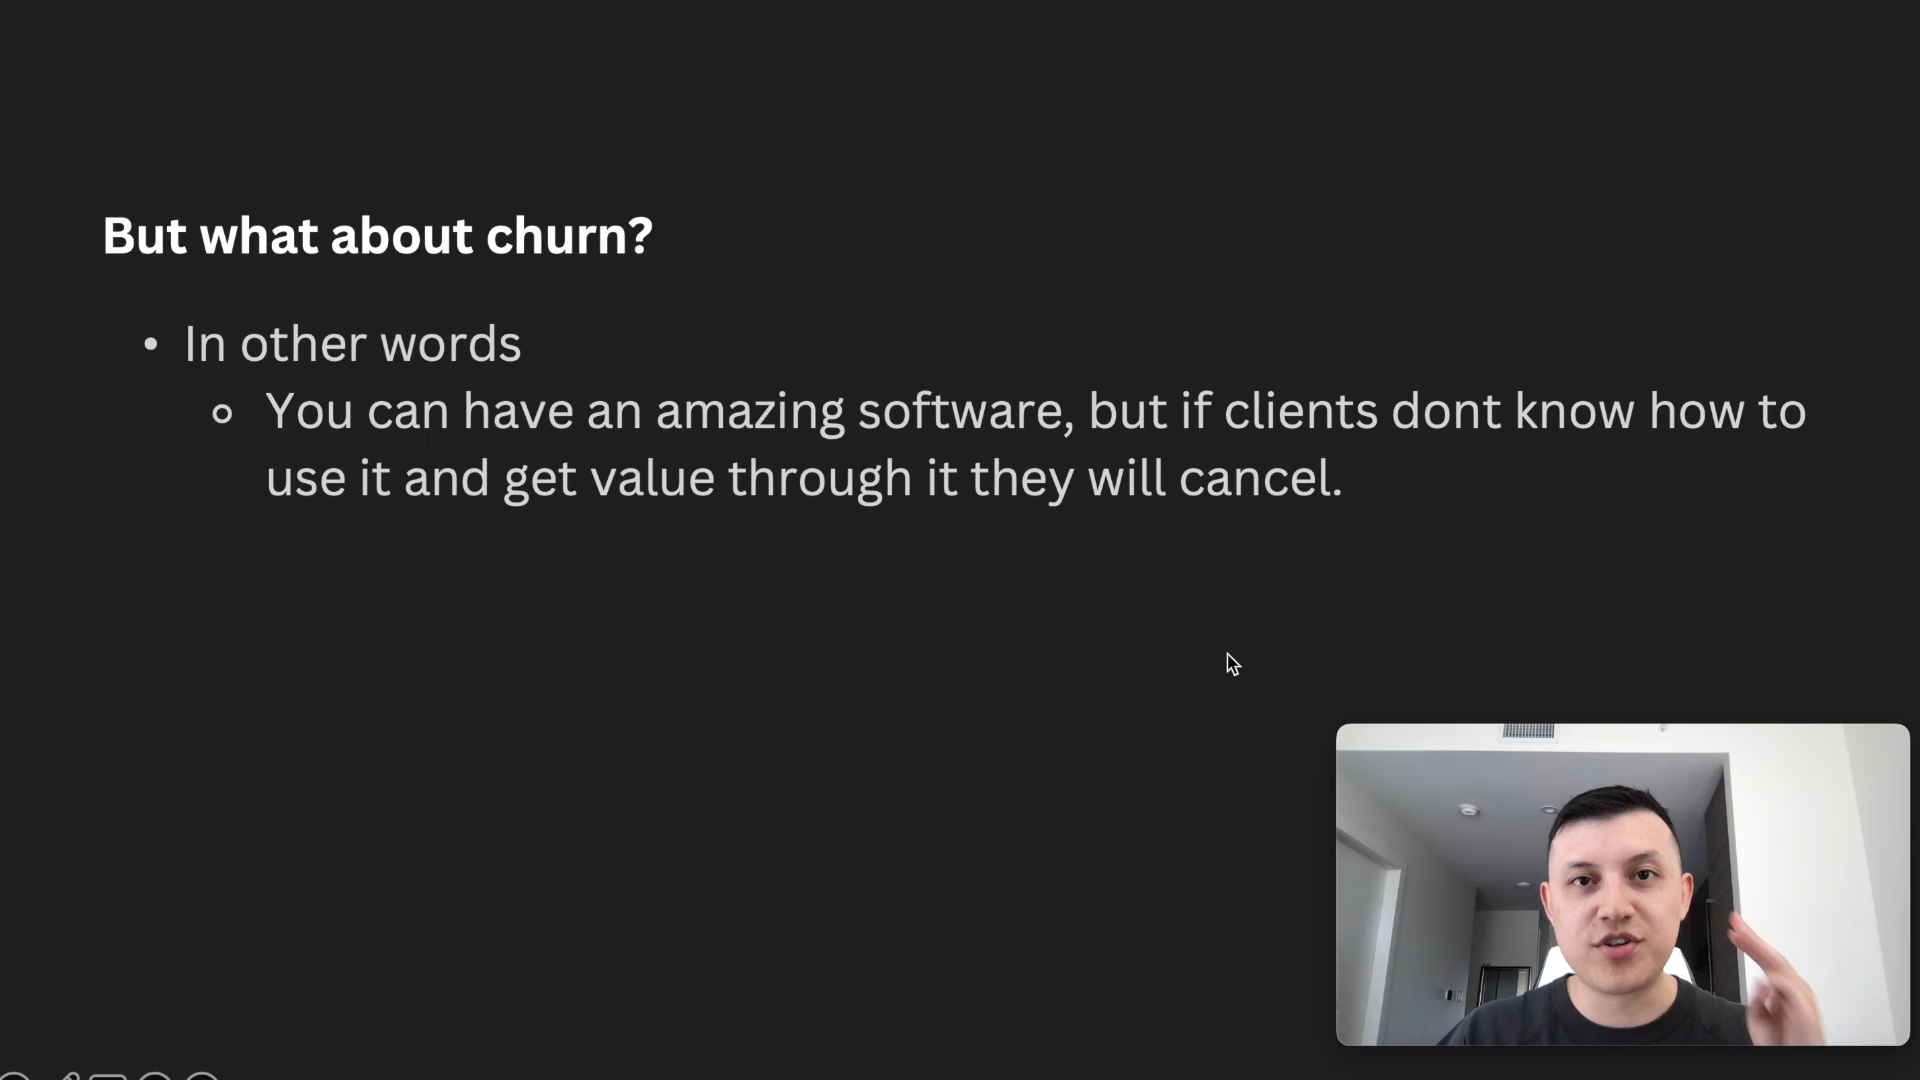 But what about churn?
• In other words
You can have an amazing software, but if clients dont know how to
use it and get value through it they will cancel.